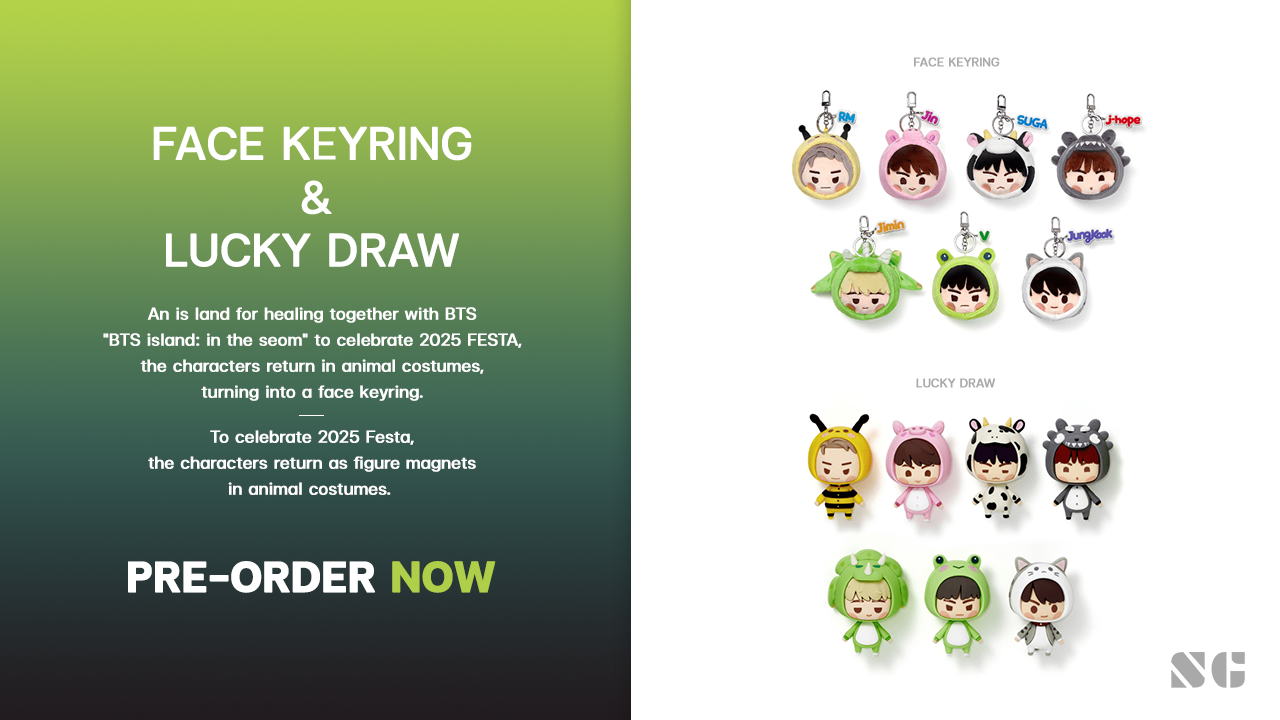 FACE KEYRING
&
LUCKY DRAW
An is land for healing together with BTS
"BTS island: in the seom" to celebrate 2025 FESTA,
the characters return in animal costumes,
turning into a face keyring.
To celebrate 2025 Festa,
the characters return as figure magnets
in animal costumes.
PRE-ORDER NOW
FACE KEYRING
RM
Jin
SUGA
j-hope
Jimin
V
JungKook
LUCKY DRAW
SG